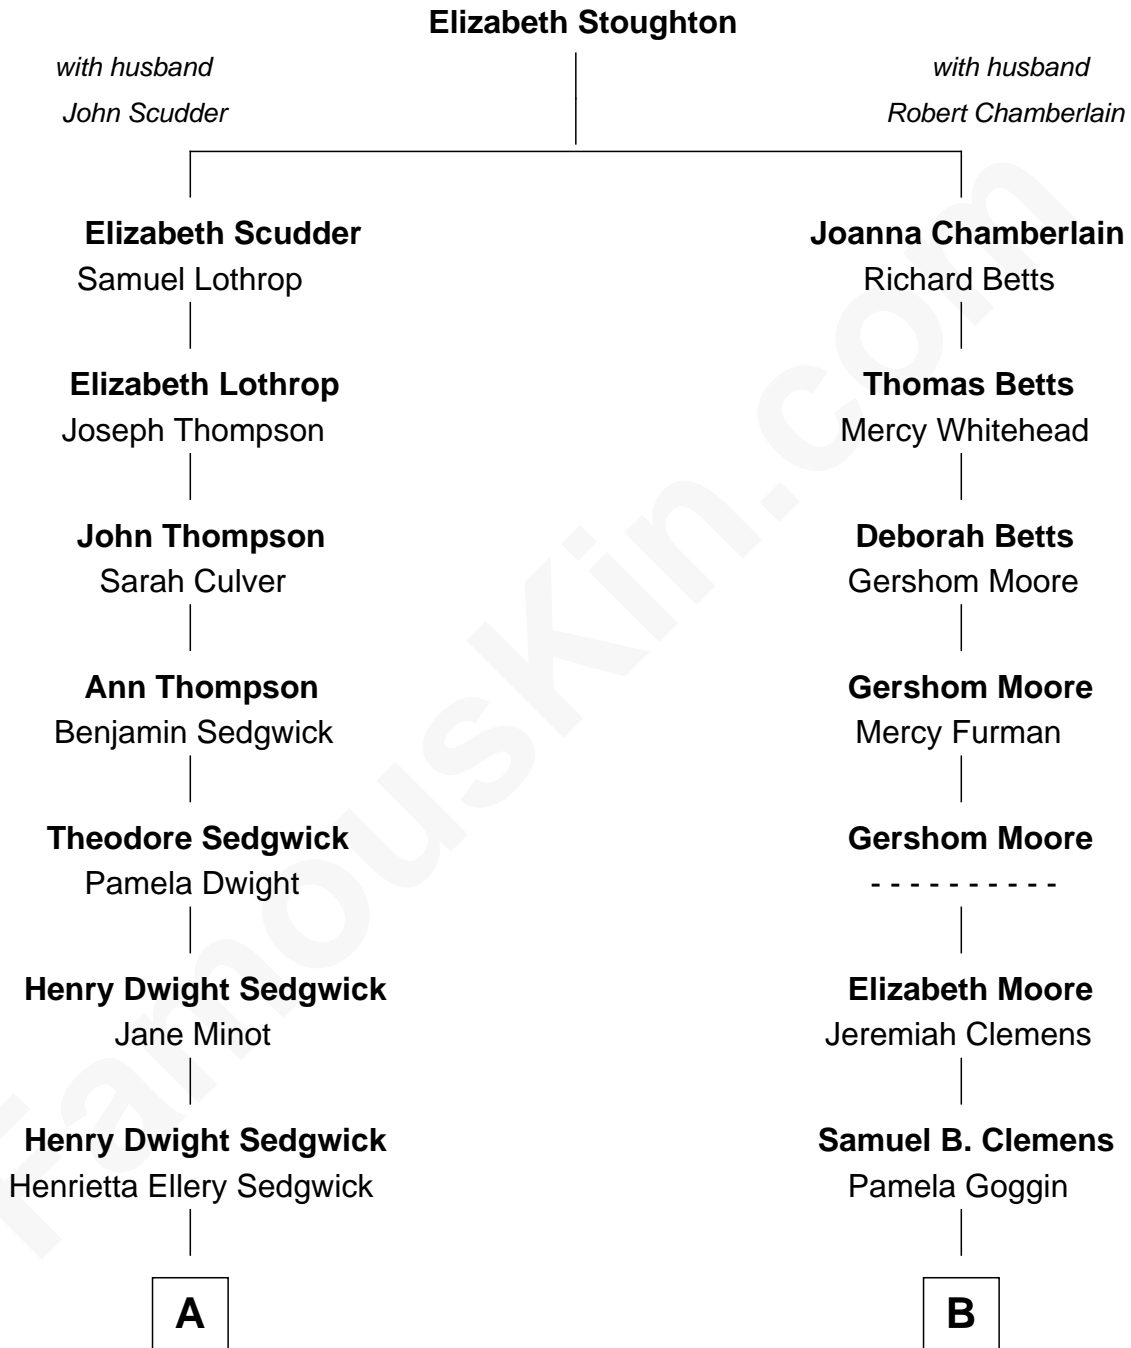 Elizabeth Stoughton
with husband
John Scudder
with husband
Robert Chamberlain
Elizabeth Scudder
Samuel Lothrop
Joanna Chamberlain
Richard Betts
Elizabeth Lothrop
Joseph Thompson
Thomas Betts
Mercy Whitehead
John Thompson
Sarah Culver
Deborah Betts
Gershom Moore
Ann Thompson
Benjamin Sedgwick
Gershom Moore
Mercy Furman
Theodore Sedgwick
Pamela Dwight
Gershom Moore
- - - - - - - - - -
Henry Dwight Sedgwick
Jane Minot
Elizabeth Moore
Jeremiah Clemens
Henry Dwight Sedgwick
Henrietta Ellery Sedgwick
Samuel B. Clemens
Pamela Goggin
A
B
FamousKin.com